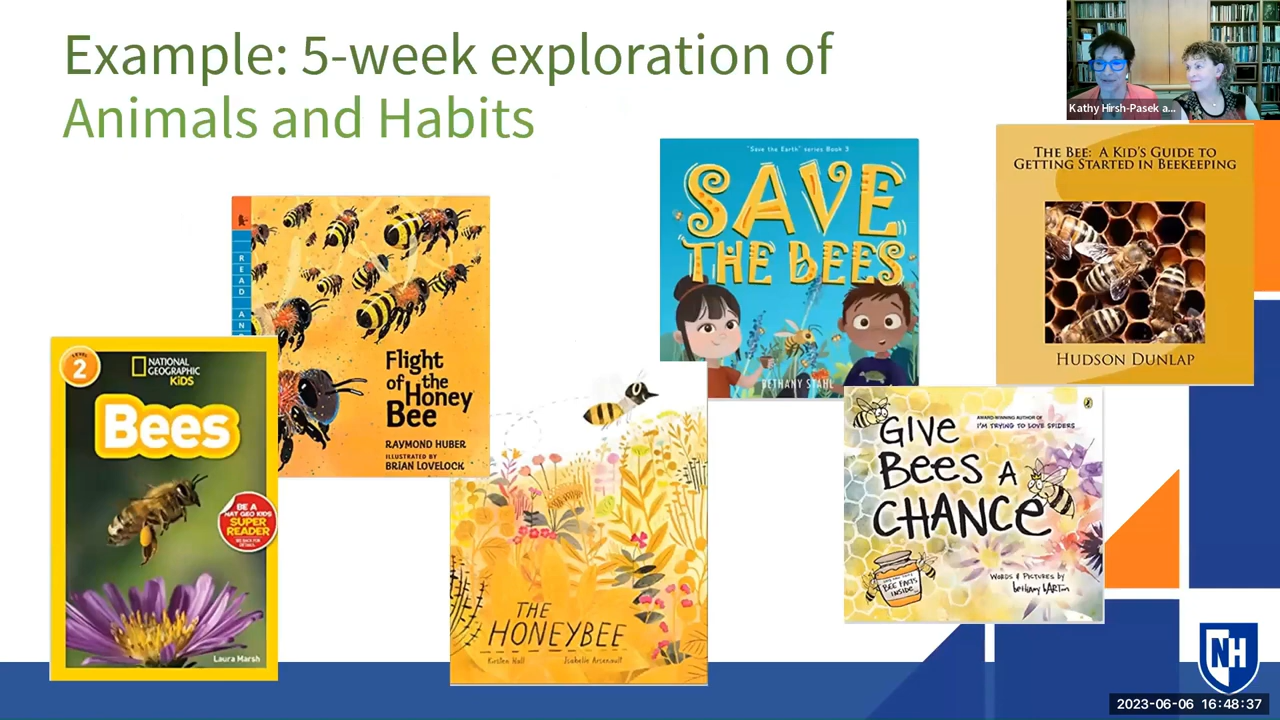 Example: 5-week exploration of
Animals and Habits
Kathy Hirsh-Pasek a...
LEVEL
2
NATIONAL
GEOGRAPHIC
KiDS
Bees
BE A
NAT GEO KiDS
SUPER
READER
Laura Marsh
READ AN
Flight
of the
Honey
Bee
RAYMOND HUBER
ILLUSTRATED BY
BRIAN LOVELOCK
THE
HONEYBEE
Kirsten Hall Isabelle Arsenault
"Save the Earth" series Book 3
SAVE
THE BEES
BETHANY STAHL
THE BEE: A KID'S GUIDE TO
GETTING STARTED IN BEEKEEPING
HUDSON DUNLAP
AWARD-WINNING AUTHOR OF
I'M TRYING TO LOVE SPIDERS
GIVE
BEES A
CHANCE
BEE FACTS
INSIDE
WORDS & PICTURES by
bethany bARTon
NH
2023-06-06 16:48:37